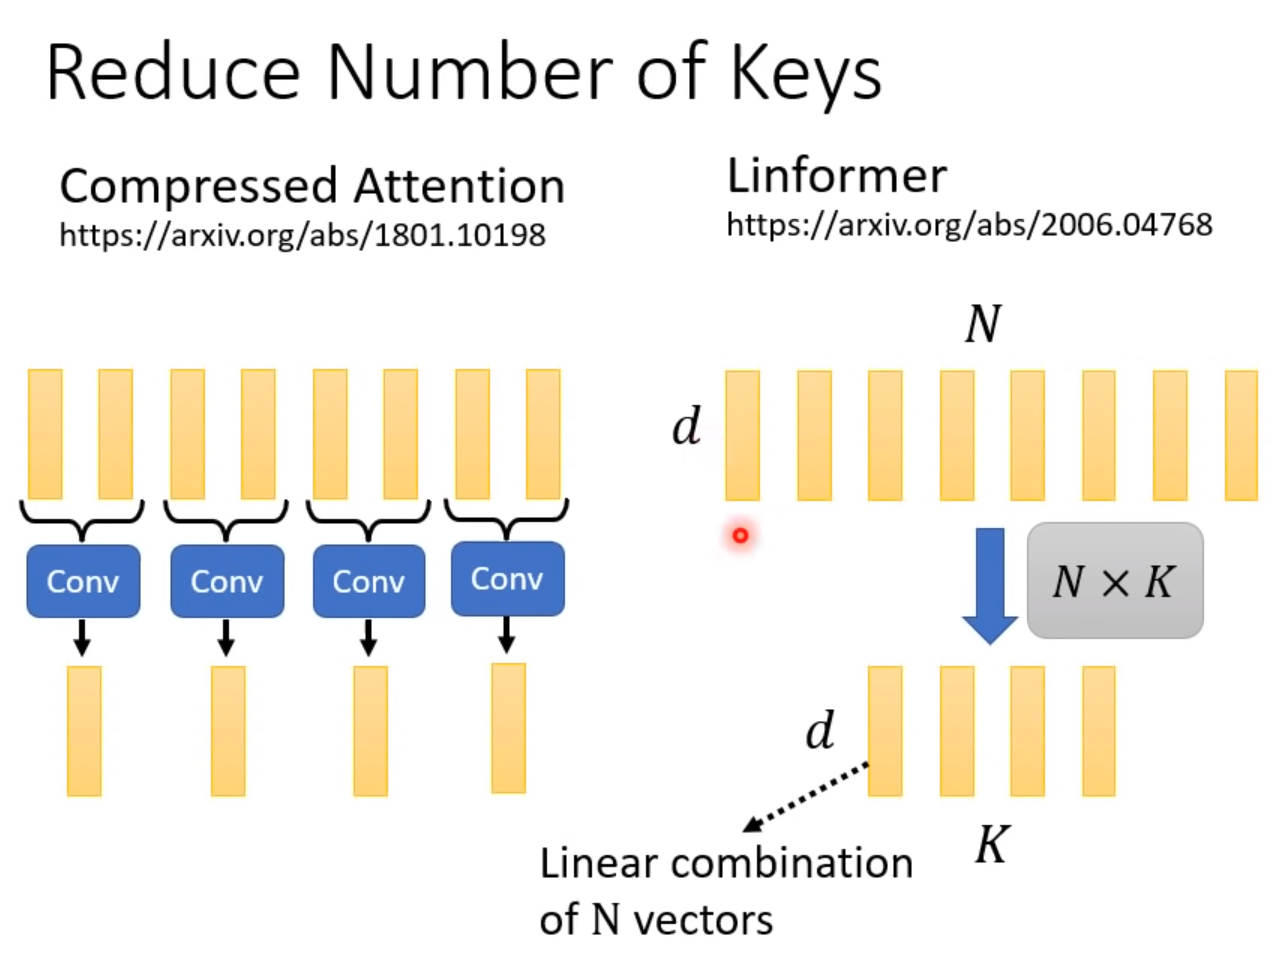 Reduce Number of Keys
Compressed Attention
https://arxiv.org/abs/1801.10198
Linformer
https://arxiv.org/abs/2006.04768
N
d
Conv
Conv
Conv
Conv
N × K
d
K
Linear combination
of N vectors